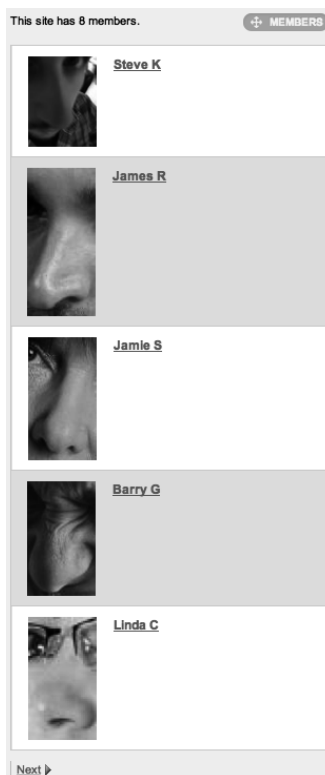 This site has 8 members.
MEMBERS
Steve K
James R
Jamie S
Barry G
Linda C
Next